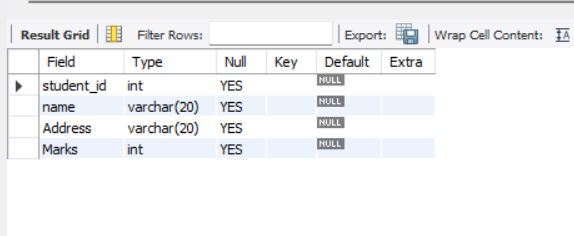 Result Grid Filter Rows: Export: Wrap Cell Content: IA
Field Type Null Key Default Extra
student_id int YES NULL
name varchar(20) YES NULL
Address varchar(20) YES NULL
Marks int YES NULL